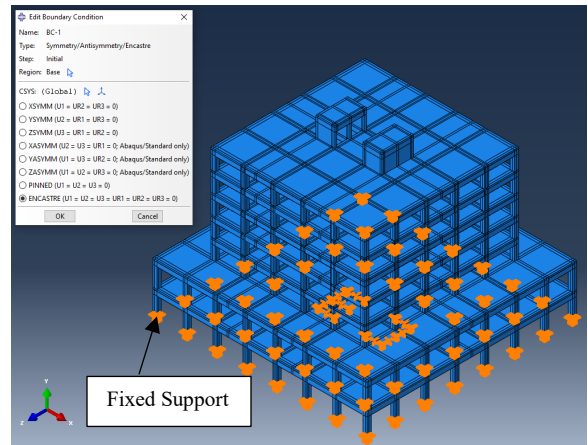 Edit Boundary Condition
Name: BC-1
Type: Symmetry/Antisymmetry/Encastre
Step: Initial
Region: Base
CSYS: (Global)
XSYMM (U1 = UR2 = UR3 = 0)
YSYMM (U2 = UR1 = UR3 = 0)
ZSYMM (U3 = UR1 = UR2 = 0)
XASYMM (U2 = U3 = UR1 = 0; Abaqus/Standard only)
YASYMM (U1 = U3 = UR2 = 0; Abaqus/Standard only)
ZASYMM (U1 = U2 = UR3 = 0; Abaqus/Standard only)
PINNED (U1 = U2 = U3 = 0)
ENCASTRE (U1 = U2 = U3 = UR1 = UR2 = UR3 = 0)
OK Cancel
Fixed Support
Y
Z X